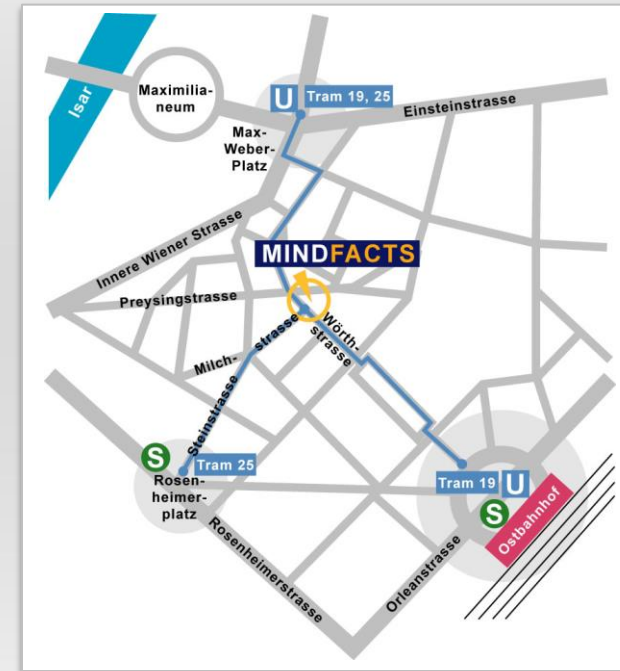 Isar
Maximilia-
neum
U
Tram 19, 25
Einsteinstrasse
Max-
Weber-
Platz
Innere Wiener Strasse
MINDFACTS
Preysingstrasse
Wörth-
strasse
Milch-
strasse
Steinstrasse
S
Tram 25
Rosen-
heimer-
platz
Tram 19
U
S
Ostbahnhof
Rosenheimerstrasse
Orleanstrasse